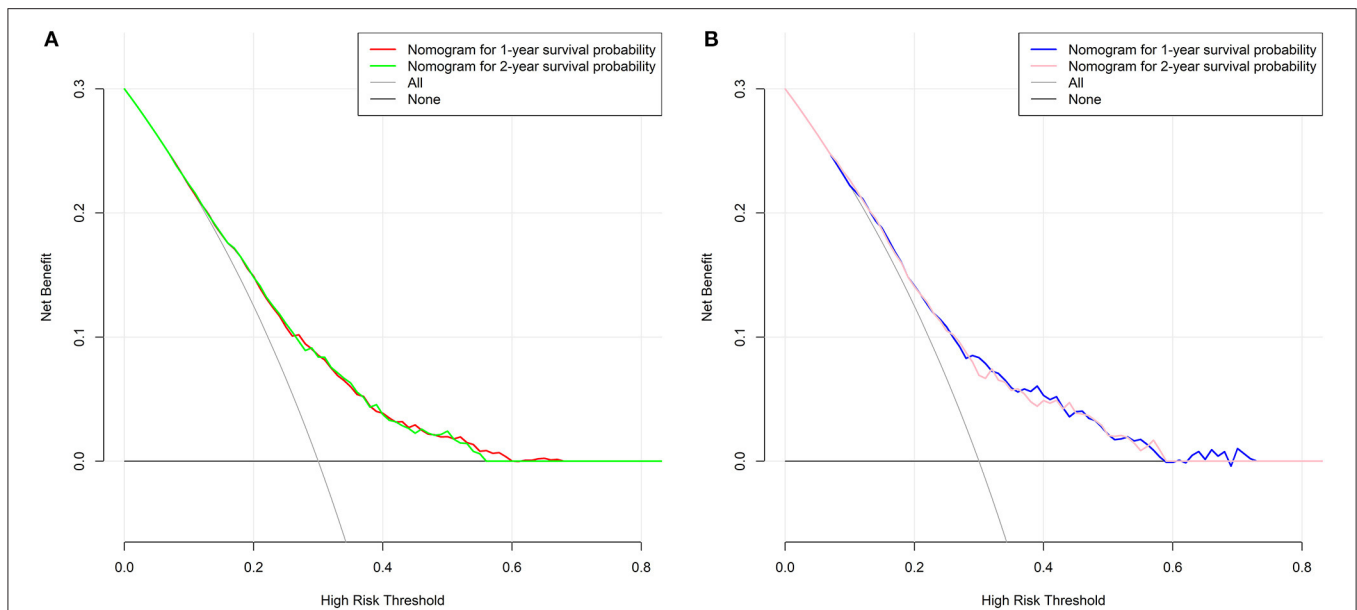 A
Nomogram for 1-year survival probability
Nomogram for 2-year survival probability
All
None
0.3
0.2
0.1
0.0
Net Benefit
0.0
0.2
0.4
0.6
0.8
High Risk Threshold
B
Nomogram for 1-year survival probability
Nomogram for 2-year survival probability
All
None
0.3
0.2
0.1
0.0
Net Benefit
0.0
0.2
0.4
0.6
0.8
High Risk Threshold